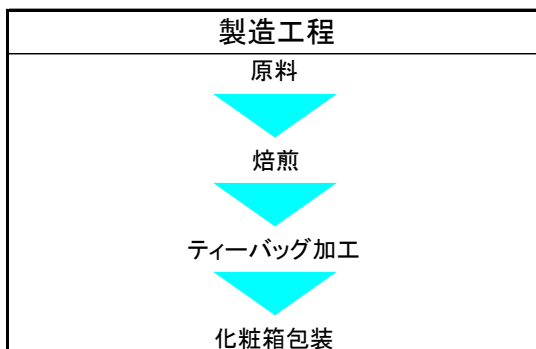 製造工程
原料
焙煎
ティーバッグ加工
化粧箱包装